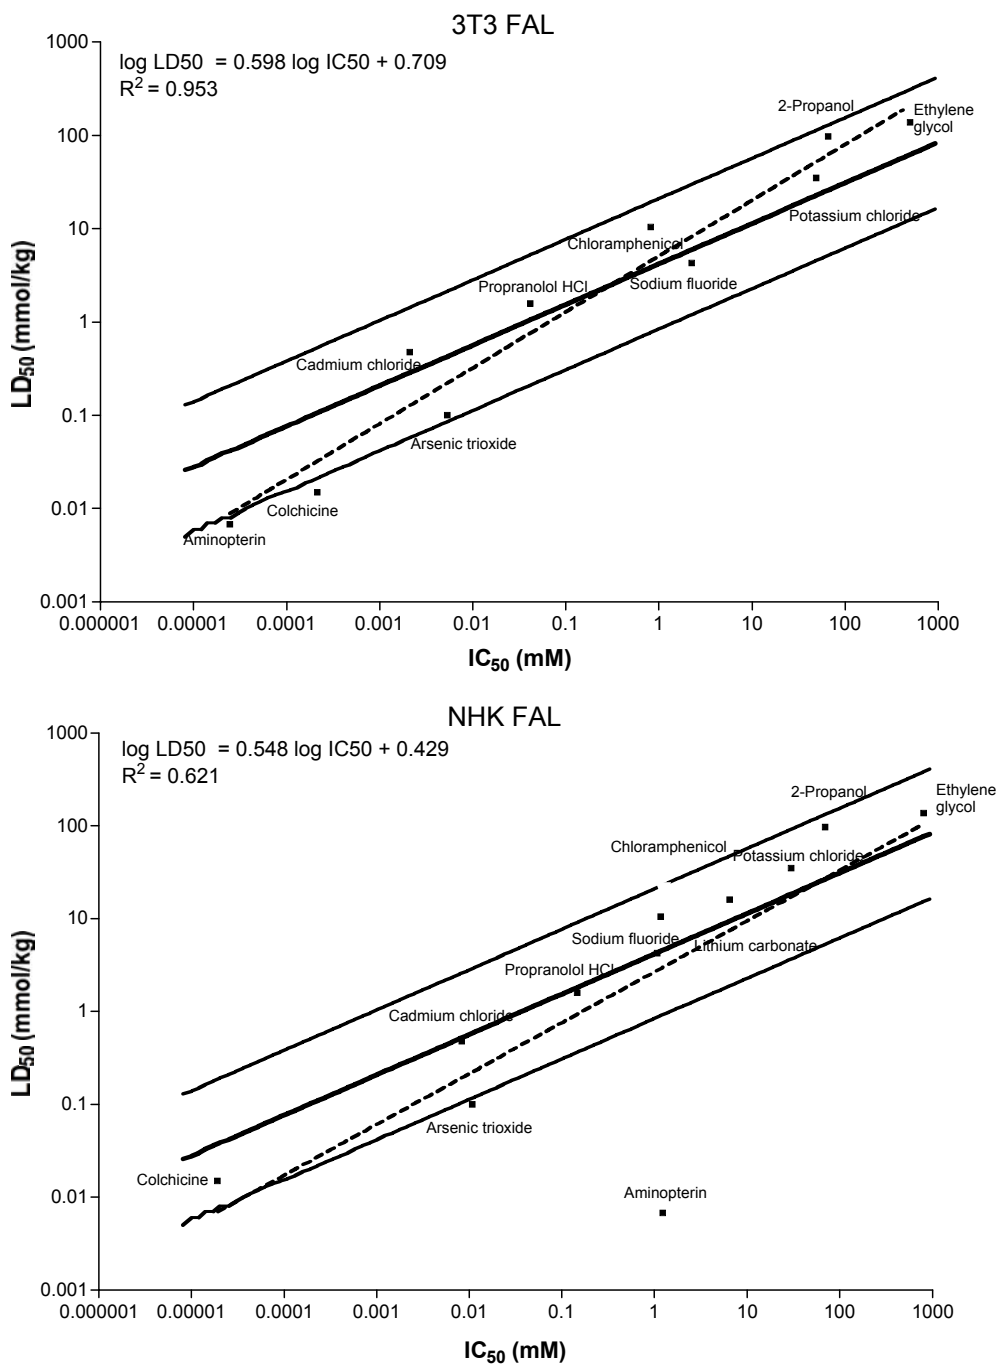 3T3 FAL
log LD50 = 0.598 log IC50 + 0.709
R² = 0.953
1000
100
10
1
0.1
0.01
0.001
LD₅₀ (mmol/kg)
2-Propanol
Ethylene
glycol
Potassium chloride
Chloramphenicol
Sodium fluoride
Propranolol HCl
Cadmium chloride
Arsenic trioxide
Colchicine
Aminopterin
0.000001 0.00001 0.0001 0.001 0.01 0.1 1 10 100 1000
IC₅₀ (mM)
NHK FAL
log LD50 = 0.548 log IC50 + 0.429
R² = 0.621
1000
100
10
1
0.1
0.01
0.001
LD₅₀ (mmol/kg)
2-Propanol
Ethylene
glycol
Chloramphenicol
Potassium chloride
Sodium fluoride
Lithium carbonate
Propranolol HCl
Cadmium chloride
Arsenic trioxide
Colchicine
Aminopterin
0.000001 0.00001 0.0001 0.001 0.01 0.1 1 10 100 1000
IC₅₀ (mM)